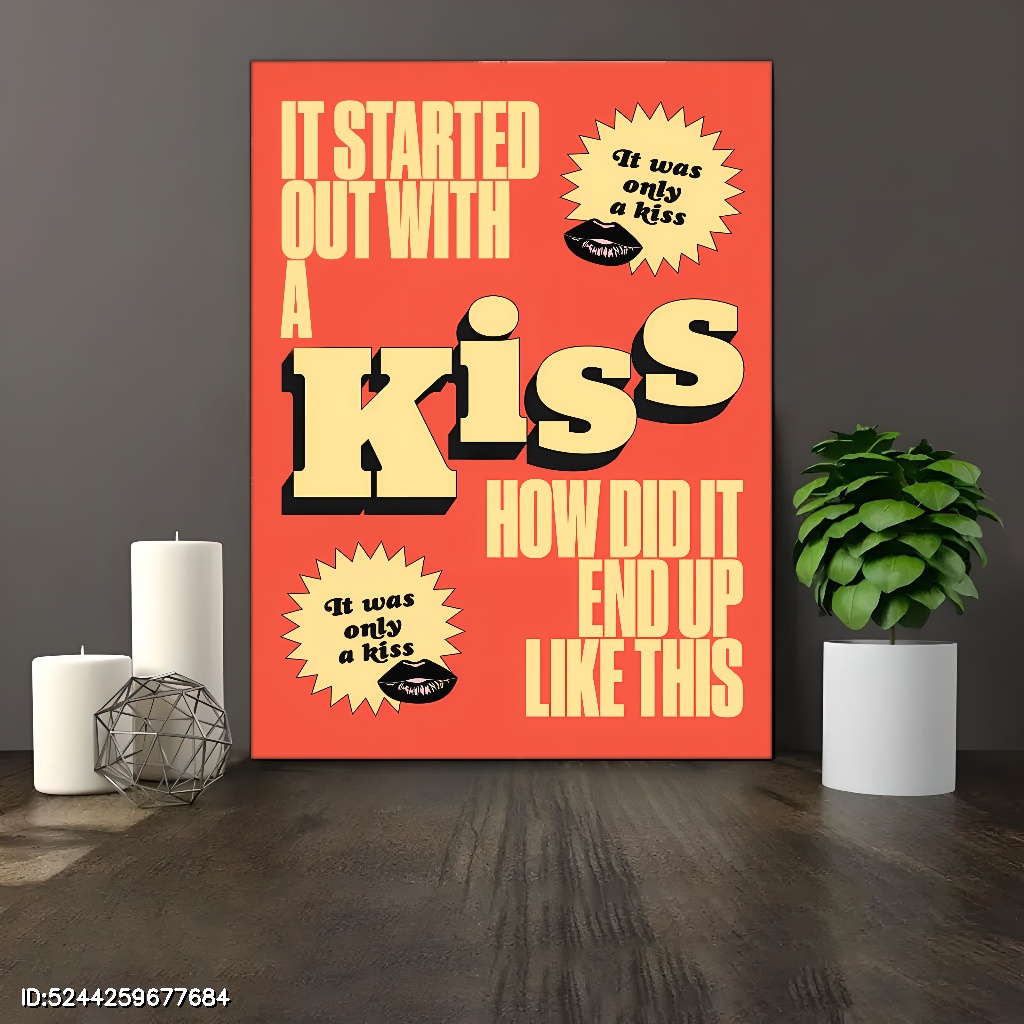 IT STARTED
OUT WITH
A
Kiss
It was
only
a kiss
HOW DID IT
END UP
LIKE THIS
It was
only
a kiss
ID:5244259677684